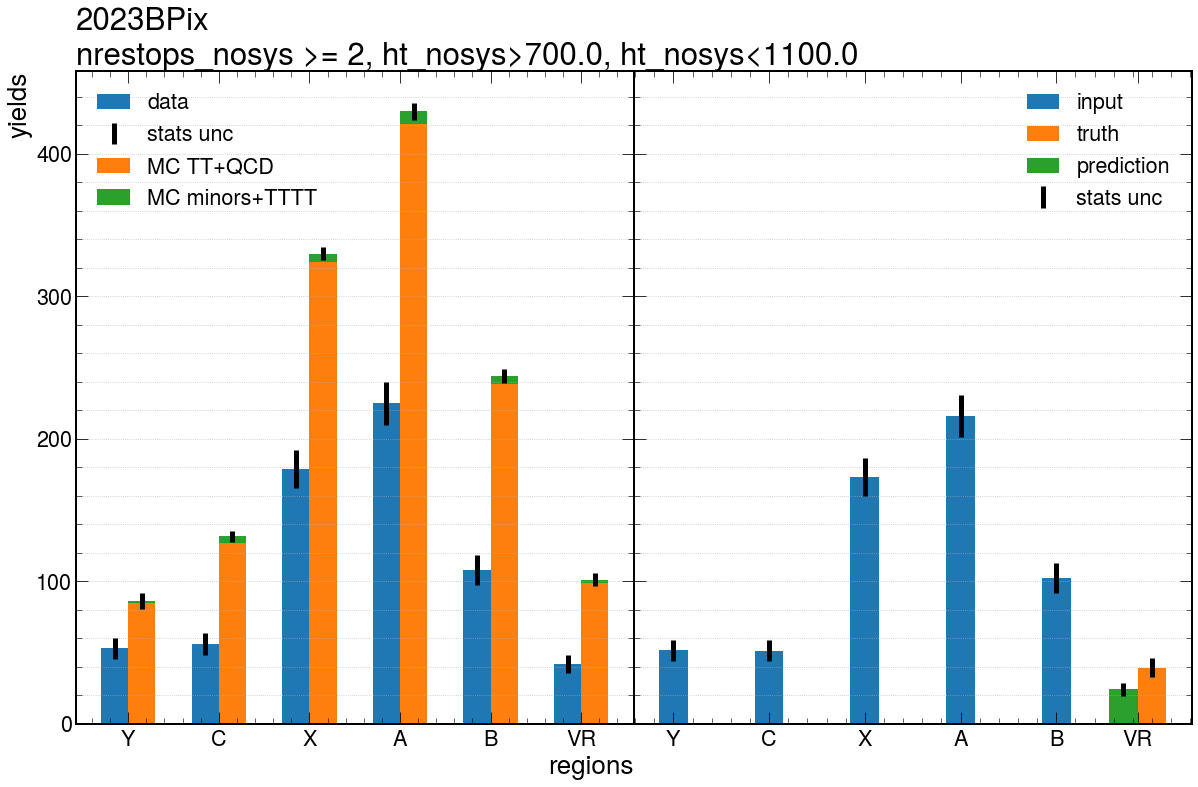 2023BPix
nrestops_nosys >= 2, ht_nosys>700.0, ht_nosys<1100.0
yields
400
300
200
100
0
data
stats unc
MC TT+QCD
MC minors+TTTT
input
truth
prediction
stats unc
Y C X A B VR
Y C X A B VR
regions